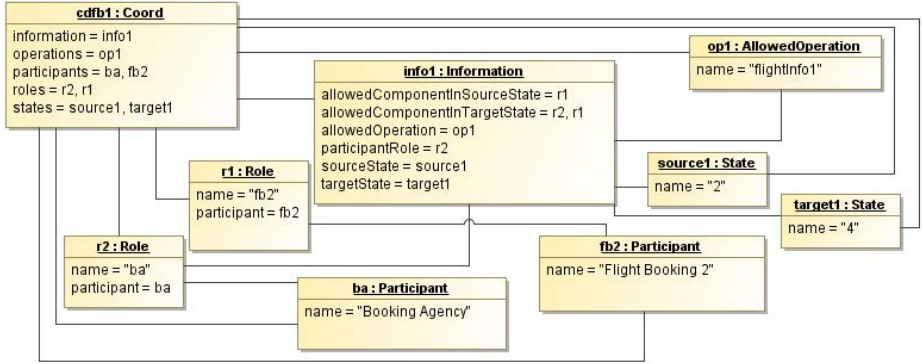 cdfb1 : Coord
information = info1
operations = op1
participants = ba, fb2
roles = r2, r1
states = source1, target1
op1 : AllowedOperation
name = "flightInfo1"
info1 : Information
allowedComponentInSourceState = r1
allowedComponentInTargetState = r2, r1
allowedOperation = op1
participantRole = r2
sourceState = source1
targetState = target1
source1 : State
name = "2"
r1 : Role
name = "fb2"
participant = fb2
target1 : State
name = "4"
r2 : Role
name = "ba"
participant = ba
fb2 : Participant
name = "Flight Booking 2"
ba : Participant
name = "Booking Agency"